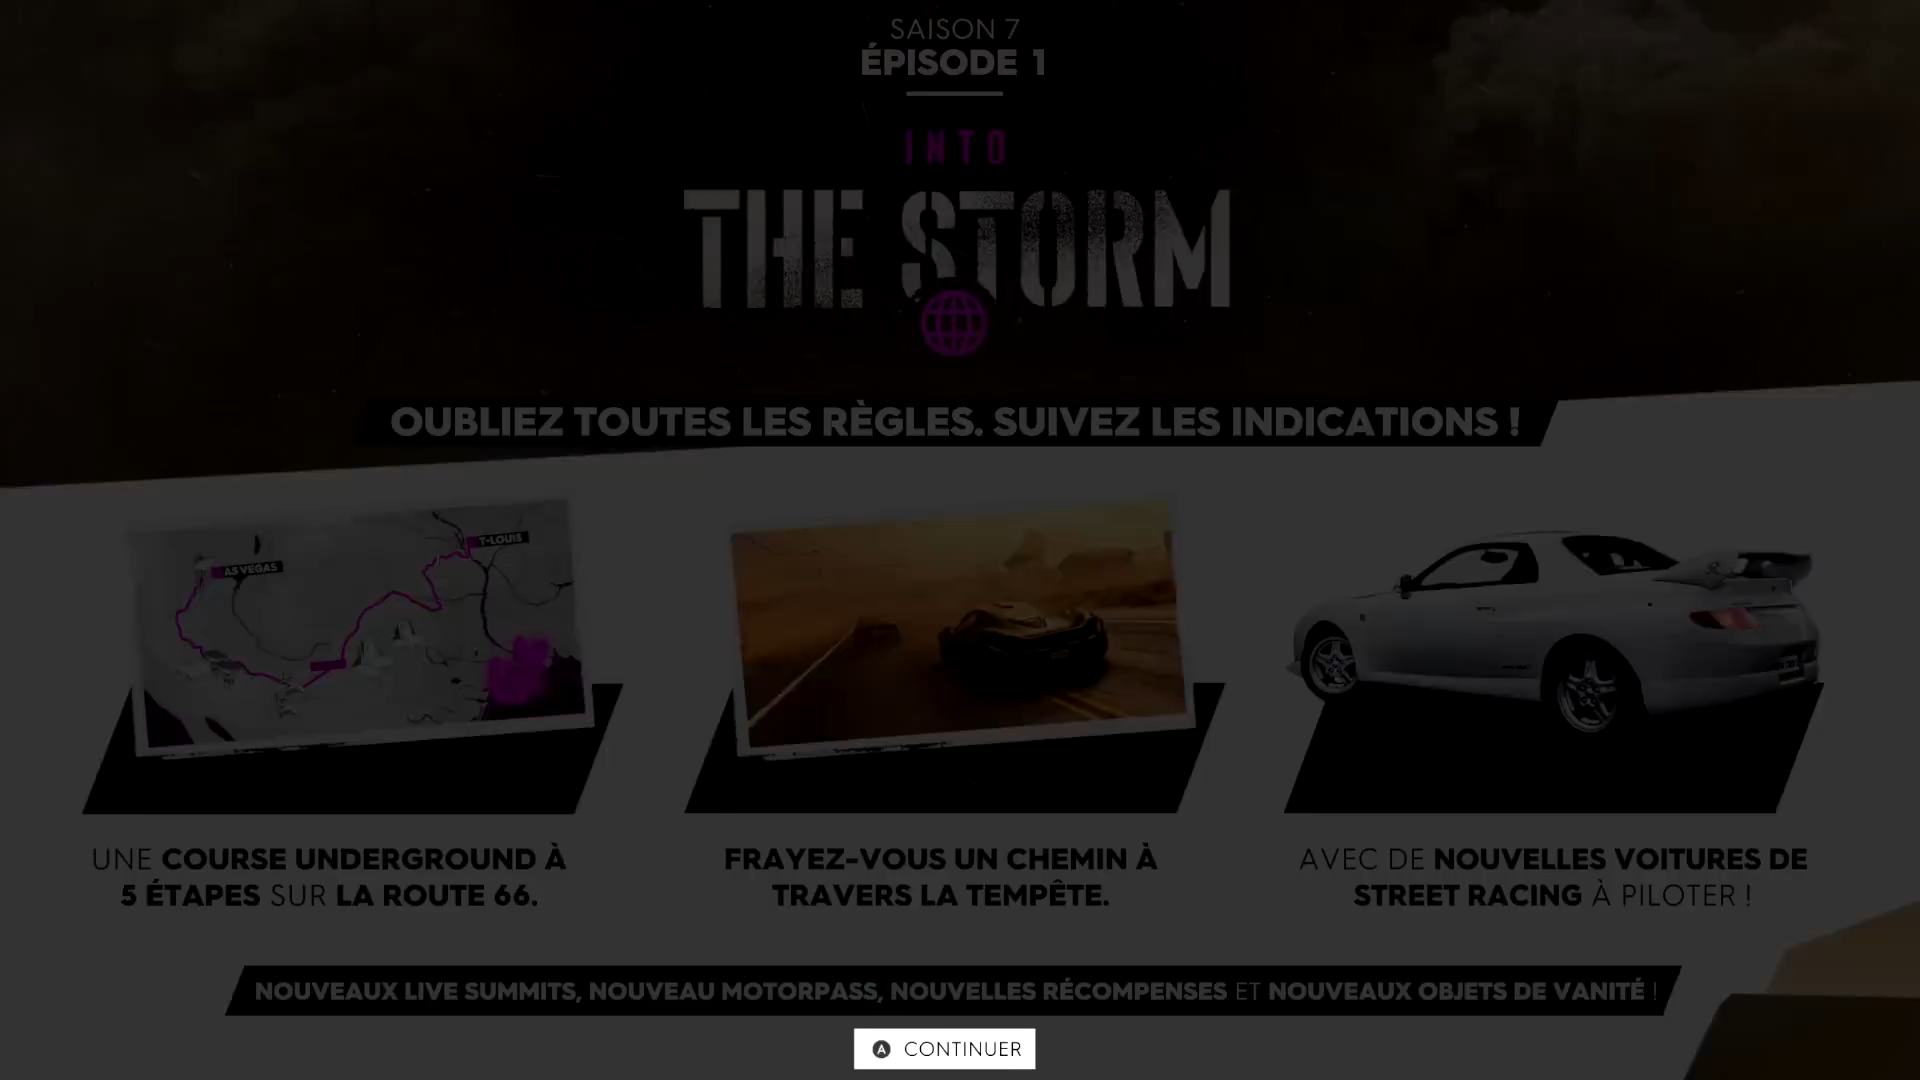 SAISON 7
ÉPISODE 1
INTO
THE STORM
OUBLIEZ TOUTES LES RÈGLES. SUIVEZ LES INDICATIONS !
T-LOUIS
AS VEGAS
UNE COURSE UNDERGROUND À
5 ÉTAPES SUR LA ROUTE 66.
FRAYEZ-VOUS UN CHEMIN À
TRAVERS LA TEMPÊTE.
AVEC DE NOUVELLES VOITURES DE
STREET RACING À PILOTER !
NOUVEAUX LIVE SUMMITS, NOUVEAU MOTORPASS, NOUVELLES RÉCOMPENSES ET NOUVEAUX OBJETS DE VANITÉ !
A CONTINUER